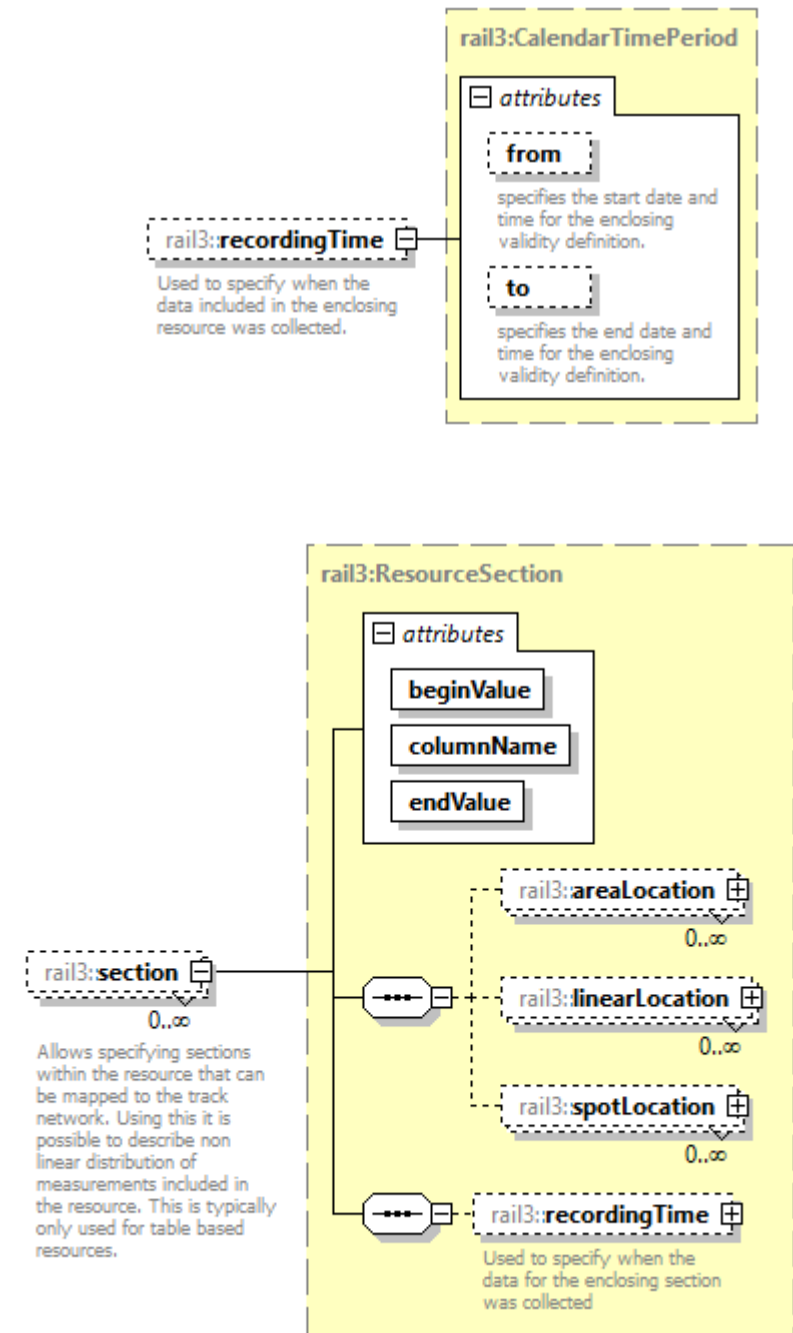 rail3:CalendarTimePeriod
attributes
from
specifies the start date and
time for the enclosing
validity definition.
rail3::recordingTime
Used to specify when the
data included in the enclosing
resource was collected.
to
specifies the end date and
time for the enclosing
validity definition.
rail3:ResourceSection
attributes
beginValue
columnName
endValue
rail3::areaLocation
0..∞
rail3::section
0..∞
Allows specifying sections
within the resource that can
be mapped to the track
network. Using this it is
possible to describe non
linear distribution of
measurements included in
the resource. This is typically
only used for table based
resources.
rail3::linearLocation
0..∞
rail3::spotLocation
0..∞
rail3::recordingTime
Used to specify when the
data for the enclosing section
was collected